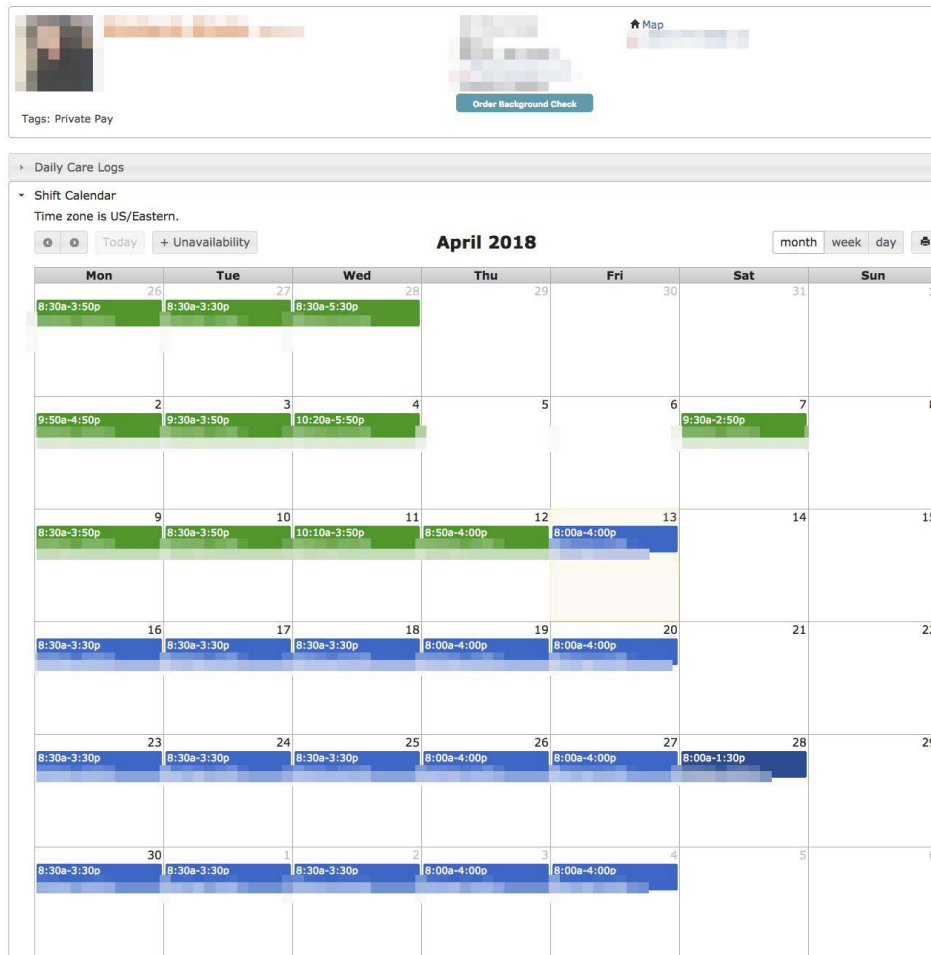 Map
Order Background Check
Tags: Private Pay
Daily Care Logs
Shift Calendar
Time zone is US/Eastern.
Today + Unavailability April 2018 month week day
Mon Tue Wed Thu Fri Sat Sun
26 27 28 29 30 31
8:30a-3:50p 8:30a-3:30p 8:30a-5:30p
2 3 4 5 6 7 8
9:50a-4:50p 9:30a-3:50p 10:20a-5:50p 9:30a-2:50p
9 10 11 12 13 14 15
8:30a-3:50p 8:30a-3:50p 10:10a-3:50p 8:50a-4:00p 8:00a-4:00p
16 17 18 19 20 21 22
8:30a-3:30p 8:30a-3:30p 8:30a-3:30p 8:00a-4:00p 8:00a-4:00p
23 24 25 26 27 28 29
8:30a-3:30p 8:30a-3:30p 8:30a-3:30p 8:00a-4:00p 8:00a-4:00p 8:00a-1:30p
30 1 2 3 4 5
8:30a-3:30p 8:30a-3:30p 8:30a-3:30p 8:00a-4:00p 8:00a-4:00p